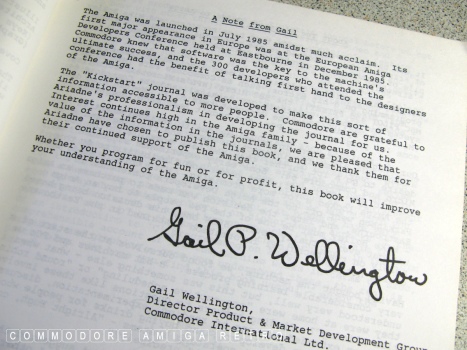 A Note from Gail
The Amiga was launched in July 1985 amidst much acclaim. Its
first major appearance in Europe was at the European Amiga
Developers Conference held at Eastbourne in December 1985.
Commodore knew that software was the key to the machine's
ultimate success, and the 300 developers who attended the
conference had the benefit of talking first hand to the designers
of the Amiga.
The "Kickstart" journal was developed to make this sort of
information accessible to more people. Commodore are grateful to
Ariadne's professionalism in developing the journal for us.
Interest continues high in the Amiga family - because of the
value of the information in the journals, we are pleased that
Ariadne have chosen to publish this book, and we thank them for
their continued support of the Amiga.
Whether you program for fun or for profit, this book will improve
your understanding of the Amiga.
Gail P. Wellington
Gail Wellington,
Director Product & Market Development Group
Commodore International Ltd.
COMMODORE AMIGA RE